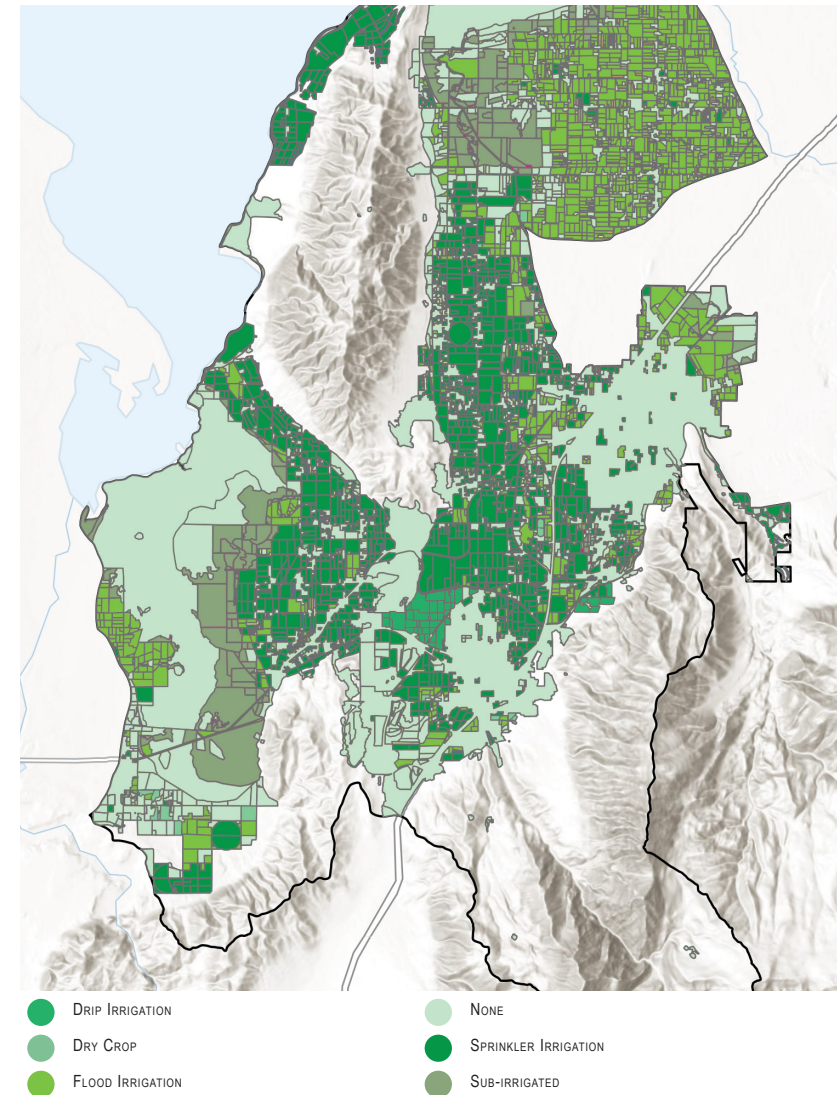 Drip Irrigation
Dry Crop
Flood Irrigation
None
Sprinkler Irrigation
Sub-irrigated